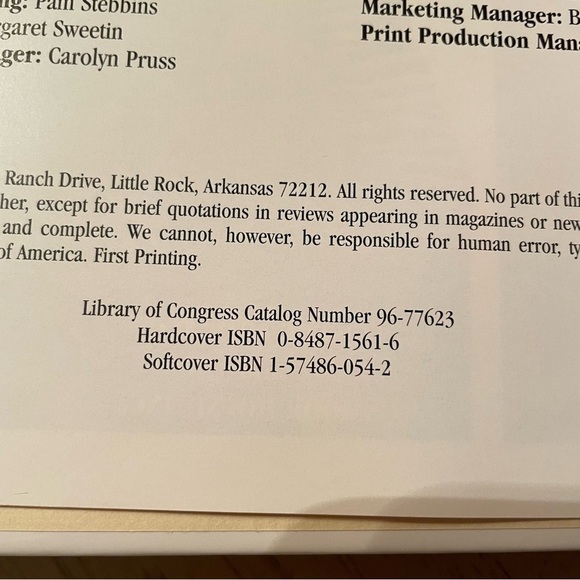 ng: Pam Stebbins
rgaret Sweetin
ger: Carolyn Pruss
Marketing Manager: B
Print Production Man
Ranch Drive, Little Rock, Arkansas 72212. All rights reserved. No part of thi
her, except for brief quotations in reviews appearing in magazines or new
and complete. We cannot, however, be responsible for human error, ty
of America. First Printing.
Library of Congress Catalog Number 96-77623
Hardcover ISBN 0-8487-1561-6
Softcover ISBN 1-57486-054-2